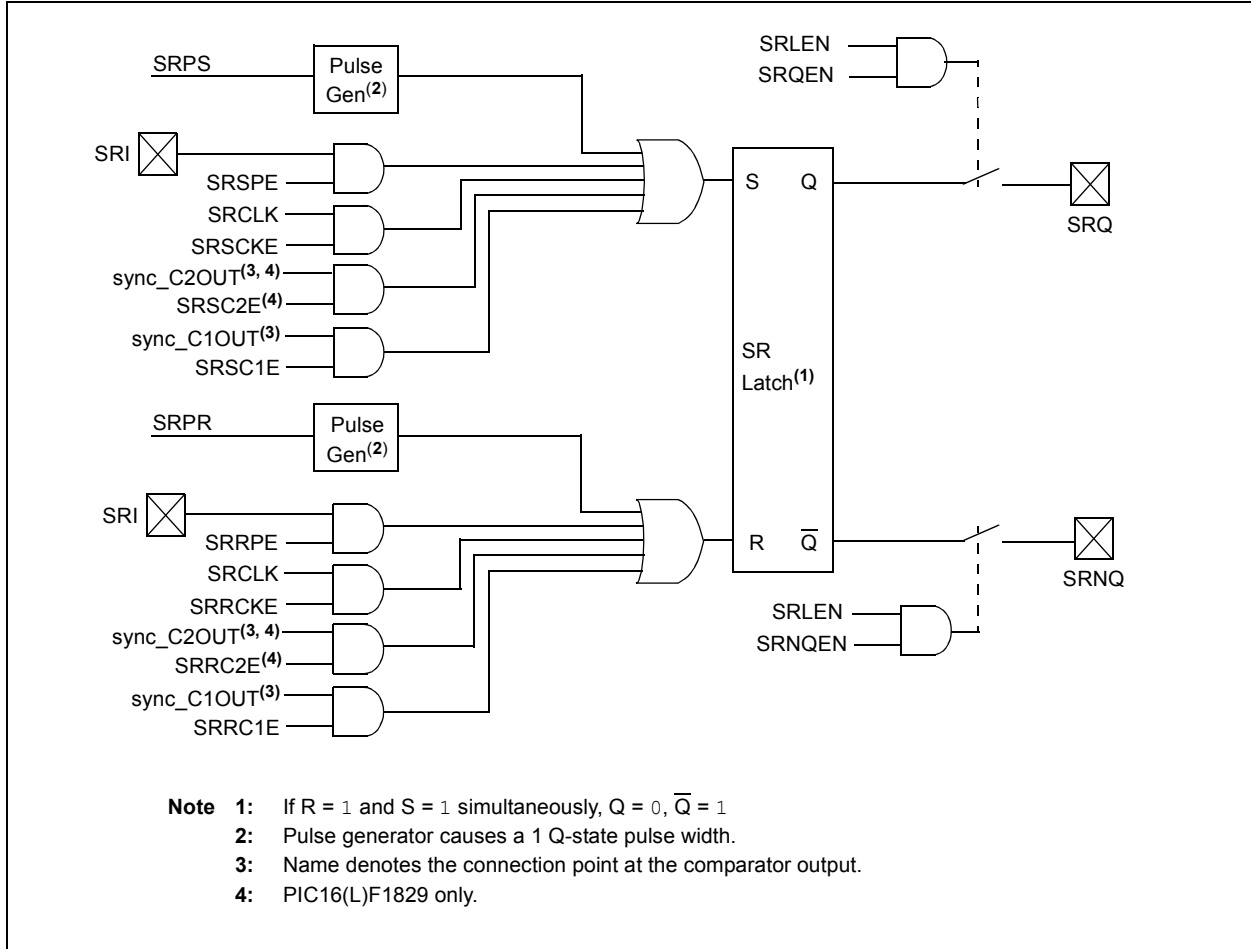 SRPS
Pulse
Gen(2)
SRI
SRSPE
SRCLK
SRSCKE
sync_C2OUT(3, 4)
SRSC2E(4)
sync_C1OUT(3)
SRSC1E
SRLEN
SRQEN
S Q
SRQ
SR
Latch(1)
SRPR
Pulse
Gen(2)
SRI
SRRPE
SRCLK
SRRCKE
sync_C2OUT(3, 4)
SRRC2E(4)
sync_C1OUT(3)
SRRC1E
R Q̅
SRNQ
SRLEN
SRNQEN
Note 1: If R = 1 and S = 1 simultaneously, Q = 0, Q̅ = 1
2: Pulse generator causes a 1 Q-state pulse width.
3: Name denotes the connection point at the comparator output.
4: PIC16(L)F1829 only.